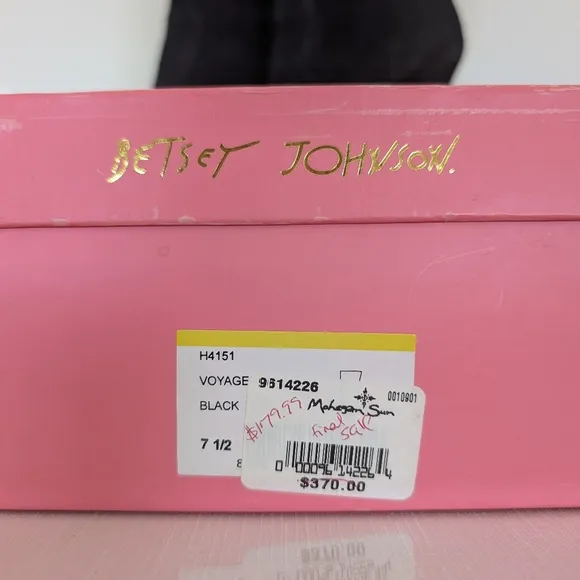 BETSEY JOHNSON.
H4151
VOYAGE
BLACK
7 1/2
9614226
0010901
Mahogani Sun
$179.99
final
sale
0 00096 14226 4
$370.00